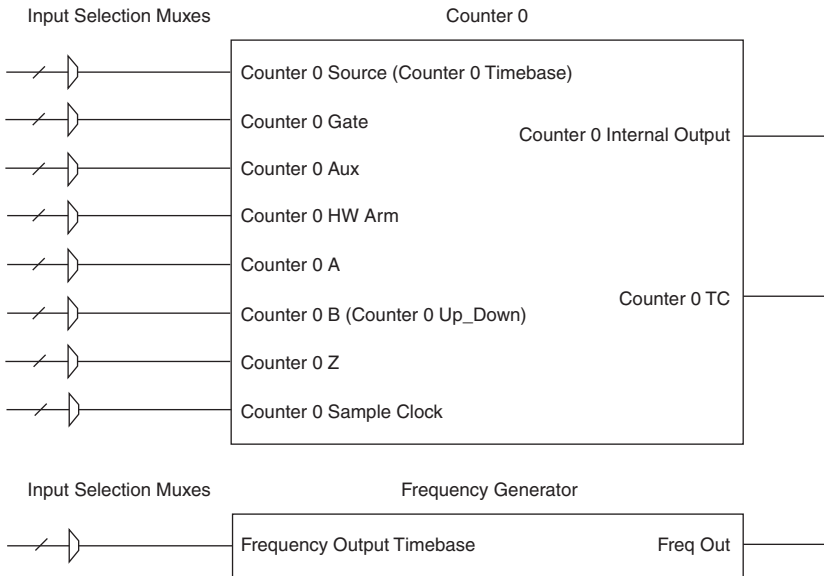 Input Selection Muxes
Counter 0
Counter 0 Source (Counter 0 Timebase)
Counter 0 Gate
Counter 0 Internal Output
Counter 0 Aux
Counter 0 HW Arm
Counter 0 A
Counter 0 TC
Counter 0 B (Counter 0 Up_Down)
Counter 0 Z
Counter 0 Sample Clock
Input Selection Muxes
Frequency Generator
Frequency Output Timebase
Freq Out